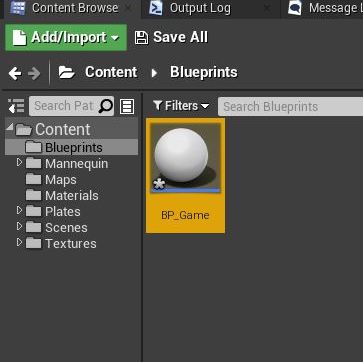 Content Browse
Output Log
Message L
Add/Import
Save All
Content
Blueprints
Search Pat
Filters
Search Blueprints
Content
Blueprints
Mannequin
Maps
Materials
Plates
Scenes
Textures
BP_Game